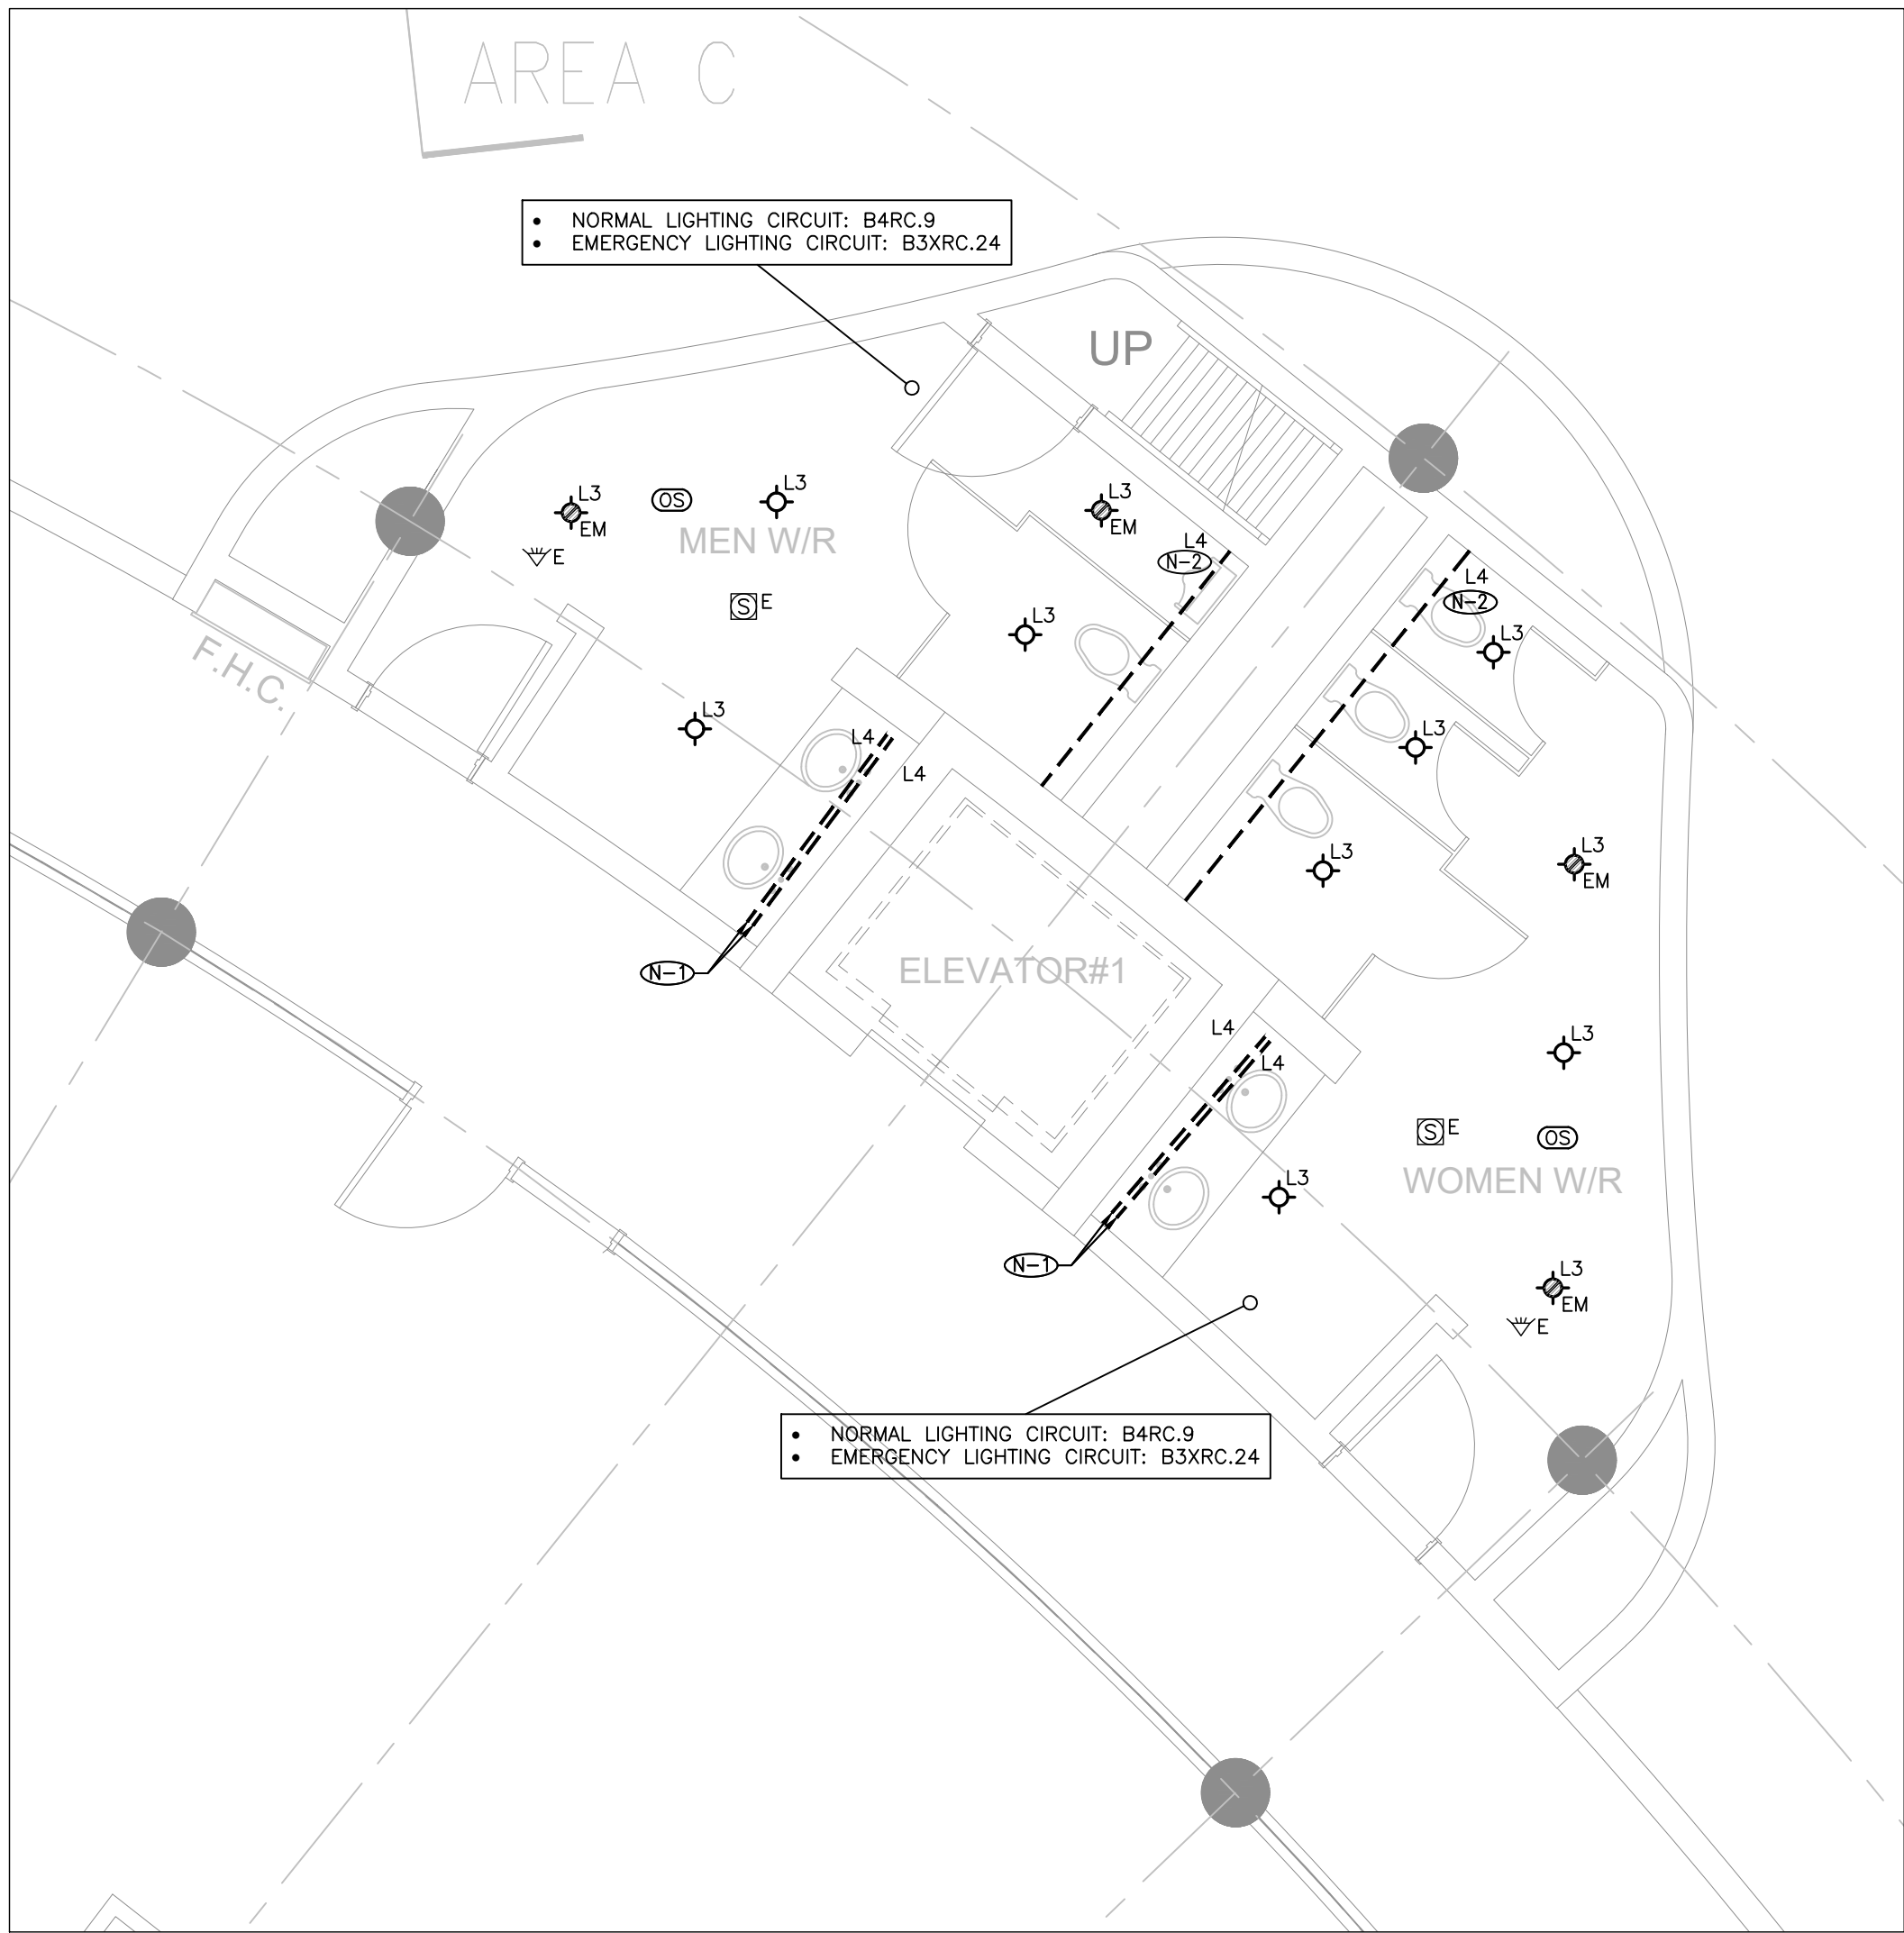 AREA C
• NORMAL LIGHTING CIRCUIT: B4RC.9
• EMERGENCY LIGHTING CIRCUIT: B3XRC.24
UP
L3
EM
OS
L3
MEN W/R
E
S E
L3
EM
L4
N-2
L3
L4
N-2
L3
F.H.C.
L3
L4
L4
L3
L3
L3
EM
N-1
ELEVATOR#1
L4
L4
L3
S E
OS
WOMEN W/R
L3
N-1
L3
EM
E
• NORMAL LIGHTING CIRCUIT: B4RC.9
• EMERGENCY LIGHTING CIRCUIT: B3XRC.24